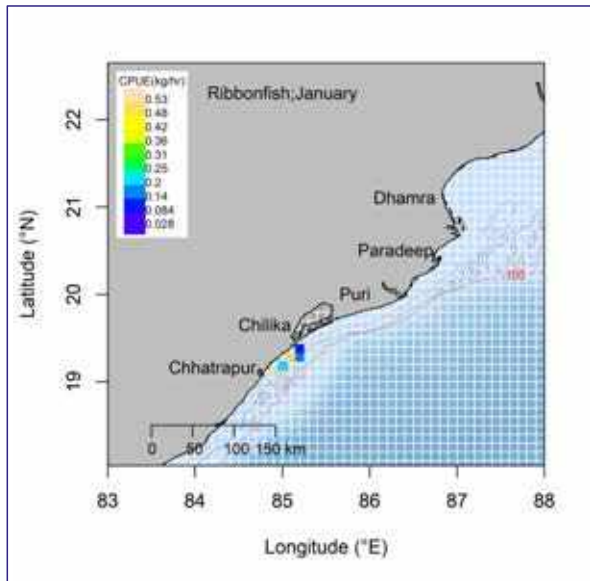 CPUE(kg/hr)
0.53
0.48
0.42
0.36
0.31
0.25
0.2
0.14
0.084
0.028
Ribbonfish;January
Dhamra
Paradeep
Puri
Chilika
Chhatrapur
100
0 50 100 150 km
22
21
20
19
Latitude (°N)
83 84 85 86 87 88
Longitude (°E)